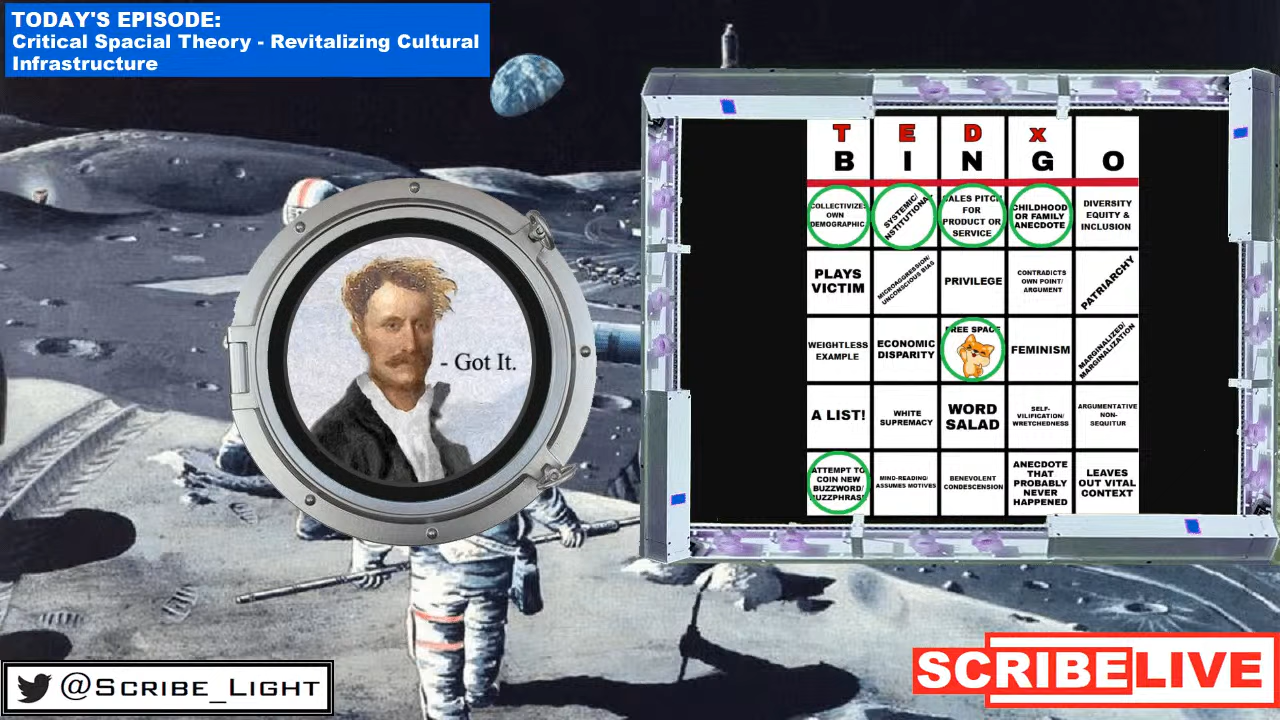 TODAY'S EPISODE:
Critical Spacial Theory - Revitalizing Cultural
Infrastructure
T E D x
B I N G O
COLLECTIVIZES
OWN
DEMOGRAPHIC
SYSTEMIC/
INSTITUTIONAL
SALES PITCH
FOR
PRODUCT OR
SERVICE
CHILDHOOD
OR FAMILY
ANECDOTE
DIVERSITY
EQUITY &
INCLUSION
PLAYS
VICTIM
MICROAGGRESSION/
UNCONSCIOUS BIAS
PRIVILEGE
CONTRADICTS
OWN POINT/
ARGUMENT
PATRIARCHY
WEIGHTLESS
EXAMPLE
ECONOMIC
DISPARITY
FREE SPACE
FEMINISM
MARGINALIZED/
MARGINALIZATION
A LIST!
WHITE
SUPREMACY
WORD
SALAD
SELF-
VILIFICATION/
WRETCHEDNESS
ARGUMENTATIVE
NON-
SEQUITUR
ATTEMPT TO
COIN NEW
BUZZWORD/
BUZZPHRASE
MIND-READING/
ASSUMES MOTIVES
BENEVOLENT
CONDESCENSION
ANECDOTE
THAT
PROBABLY
NEVER
HAPPENED
LEAVES
OUT VITAL
CONTEXT
- Got It.
@SCRIBE_LIGHT
SCRIBELIVE